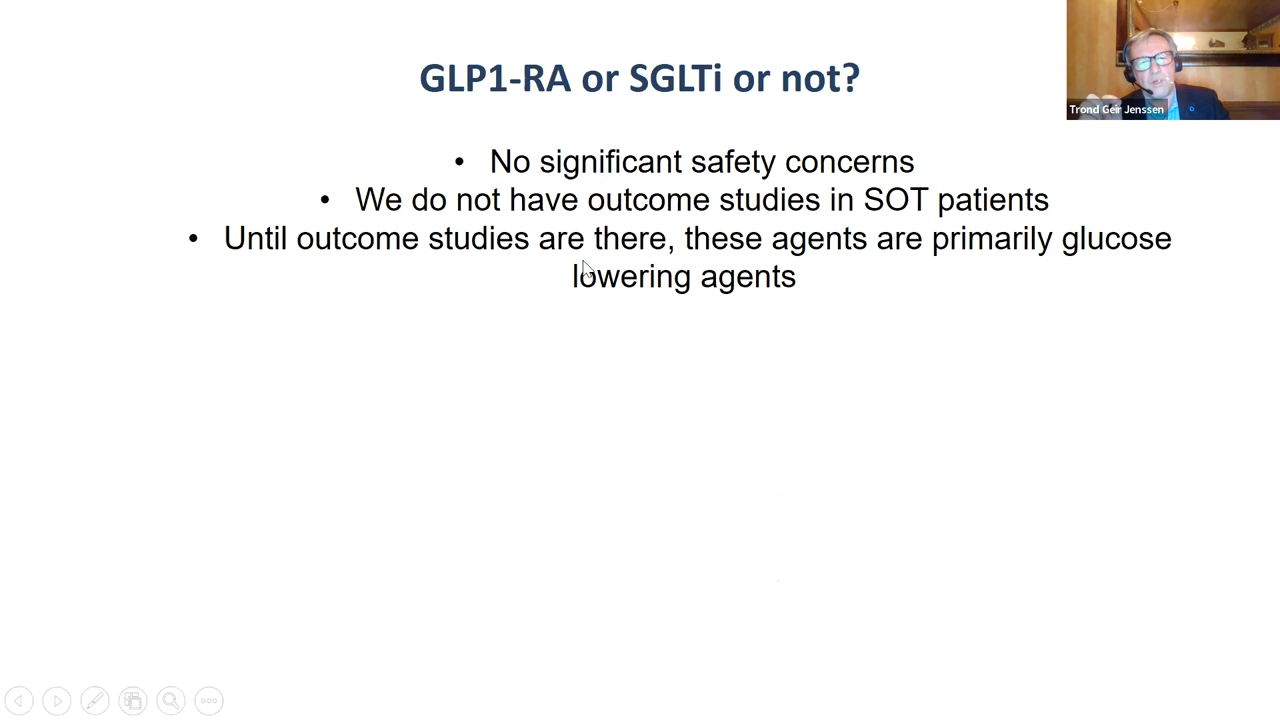 GLP1-RA or SGLTi or not?
Trond Geir Jenssen
• No significant safety concerns
• We do not have outcome studies in SOT patients
• Until outcome studies are there, these agents are primarily glucose
lowering agents